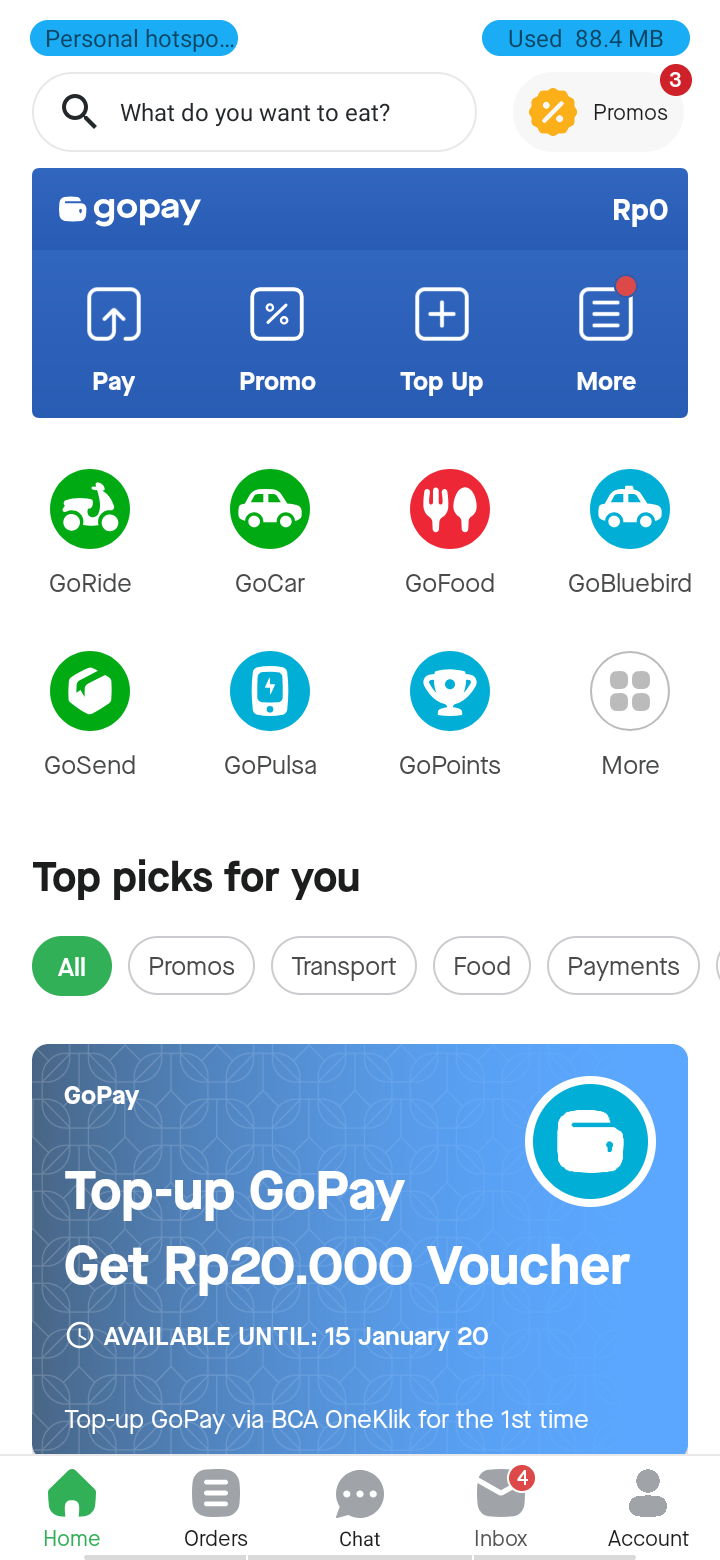 Personal hotspo... Used 88.4 MB
What do you want to eat? Promos 3
gopay Rp0
Pay Promo Top Up More
GoRide GoCar GoFood GoBluebird
GoSend GoPulsa GoPoints More
Top picks for you
All Promos Transport Food Payments
GoPay
Top-up GoPay
Get Rp20.000 Voucher
AVAILABLE UNTIL: 15 January 20
Top-up GoPay via BCA OneKlik for the 1st time
4
Home Orders Chat Inbox Account